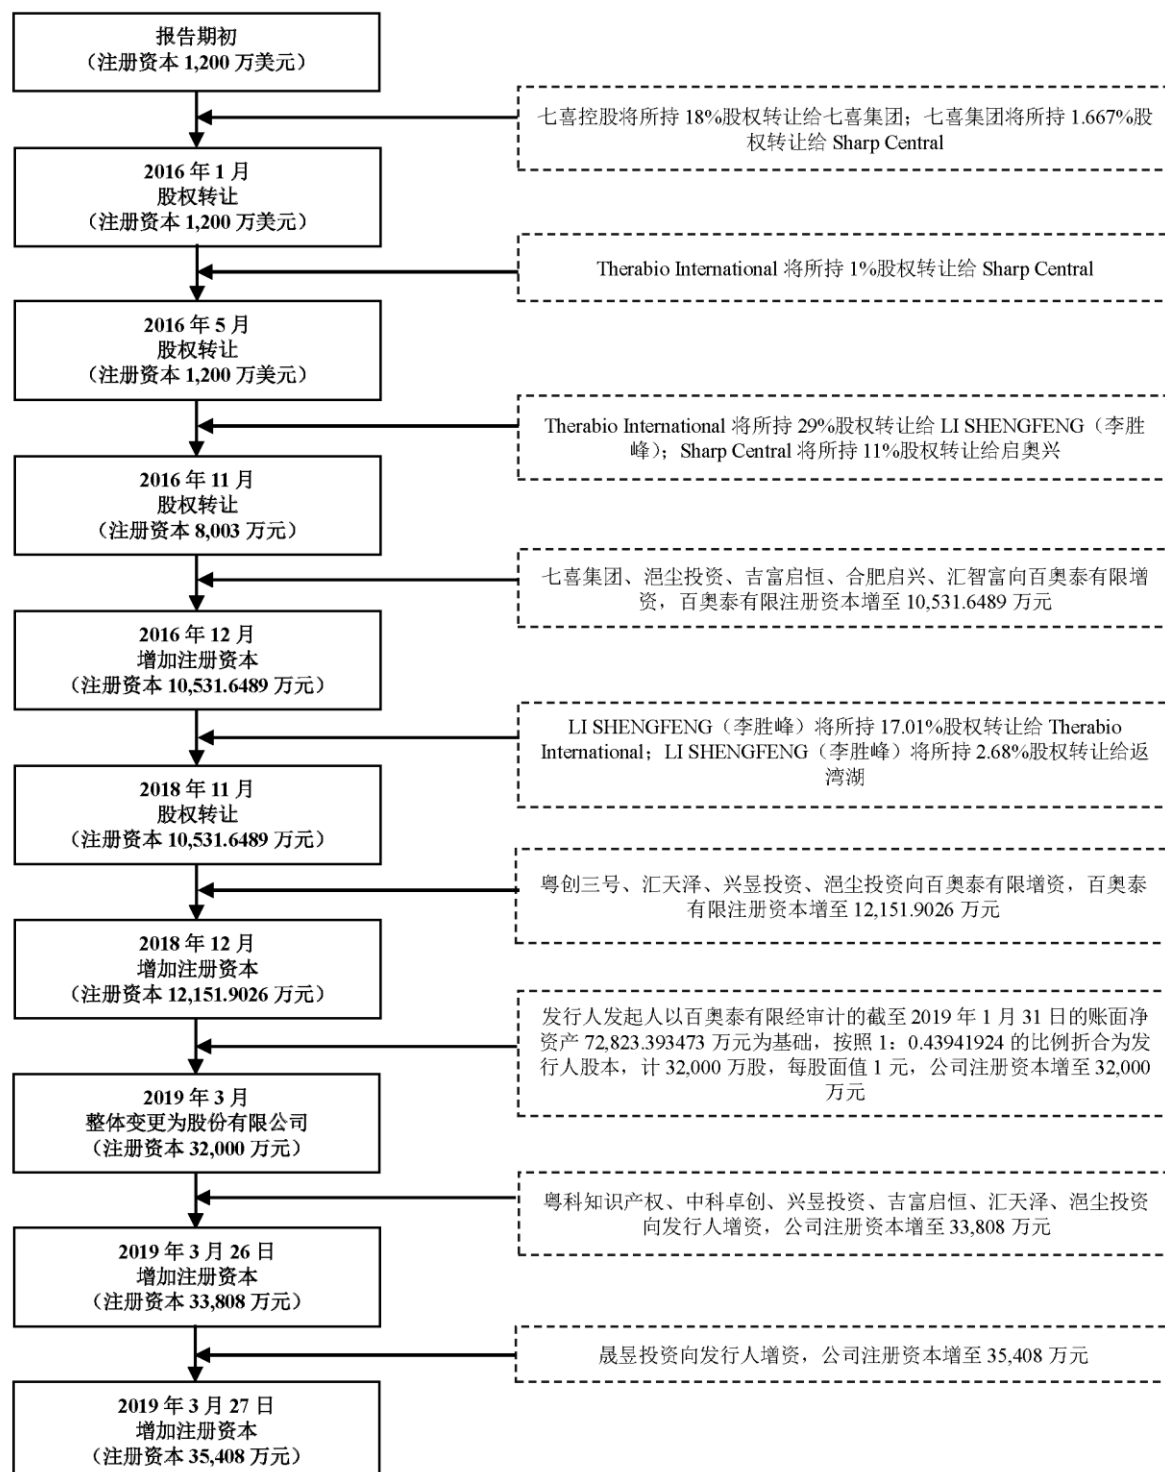 报告期初
（注册资本 1,200 万美元）
七喜控股将所持 18%股权转让给七喜集团；七喜集团将所持 1.667%股
权转让给 Sharp Central
2016 年 1 月
股权转让
（注册资本 1,200 万美元）
Therabio International 将所持 1%股权转让给 Sharp Central
2016 年 5 月
股权转让
（注册资本 1,200 万美元）
Therabio International 将所持 29%股权转让给 LI SHENGFENG（李胜
峰）；Sharp Central 将所持 11%股权转让给启奥兴
2016 年 11 月
股权转让
（注册资本 8,003 万元）
七喜集团、浥尘投资、吉富启恒、合肥启兴、汇智富向百奥泰有限增
资，百奥泰有限注册资本增至 10,531.6489 万元
2016 年 12 月
增加注册资本
（注册资本 10,531.6489 万元）
LI SHENGFENG（李胜峰）将所持 17.01%股权转让给 Therabio
International；LI SHENGFENG（李胜峰）将所持 2.68%股权转让给返
湾湖
2018 年 11 月
股权转让
（注册资本 10,531.6489 万元）
粤创三号、汇天泽、兴昱投资、浥尘投资向百奥泰有限增资，百奥泰
有限注册资本增至 12,151.9026 万元
2018 年 12 月
增加注册资本
（注册资本 12,151.9026 万元）
发行人发起人以百奥泰有限经审计的截至 2019 年 1 月 31 日的账面净
资产 72,823.393473 万元为基础，按照 1：0.43941924 的比例折合为发
行人股本，计 32,000 万股，每股面值 1 元，公司注册资本增至 32,000
万元
2019 年 3 月
整体变更为股份有限公司
（注册资本 32,000 万元）
粤科知识产权、中科卓创、兴昱投资、吉富启恒、汇天泽、浥尘投资
向发行人增资，公司注册资本增至 33,808 万元
2019 年 3 月 26 日
增加注册资本
（注册资本 33,808 万元）
晟昱投资向发行人增资，公司注册资本增至 35,408 万元
2019 年 3 月 27 日
增加注册资本
（注册资本 35,408 万元）